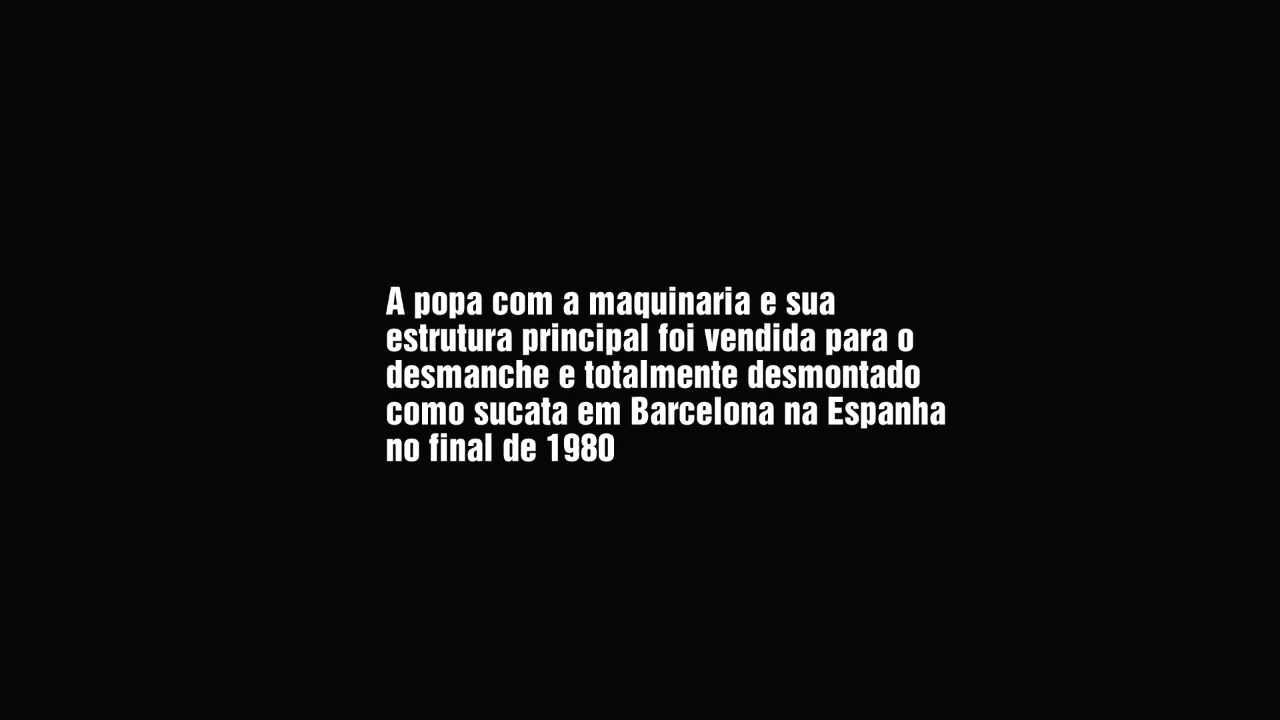 A popa com a maquinaria e sua
estrutura principal foi vendida para o
desmanche e totalmente desmontado
como sucata em Barcelona na Espanha
no final de 1980